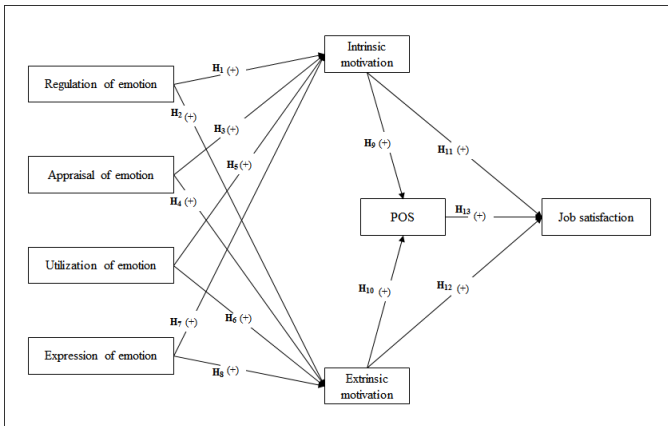 Intrinsic
motivation
Regulation of emotion
H1 (+)
H2 (+)
H3 (+)
Appraisal of emotion
H5 (+)
H4 (+)
H9 (+)
H11 (+)
POS
H13 (+)
Job satisfaction
Utilization of emotion
H10 (+)
H12 (+)
H7 (+)
H6 (+)
Expression of emotion
H8 (+)
Extrinsic
motivation